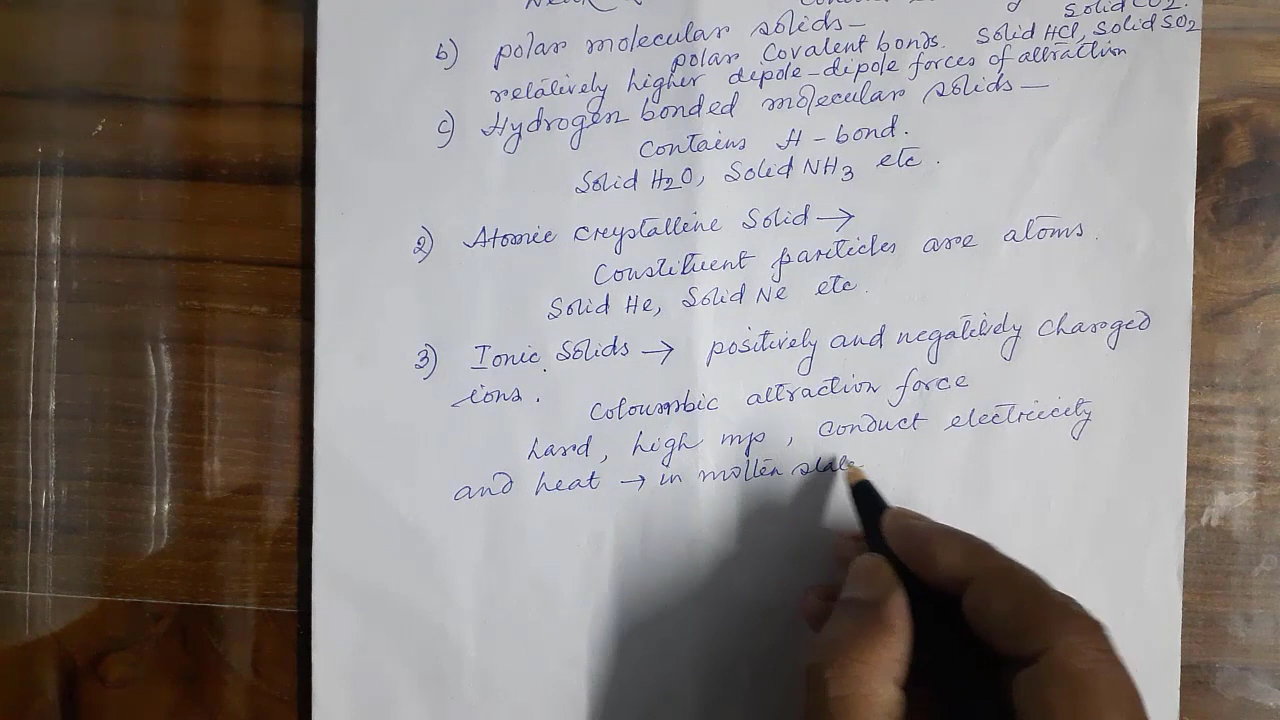 Solid CO2.
b) polar molecular solids—
polar Covalent bonds. Solid HCl, Solid SO2
relatively higher dipole-dipole forces of attraction
c) Hydrogen bonded molecular solids—
Contains H-bond.
Solid H2O, Solid NH3 etc.
2) Atomic Crystalline Solid →
Constituent particles are atoms.
Solid He, Solid Ne etc.
3) Ionic Solids → positively and negatively Charged
ions.
Coloumbic attraction force
hard, high mp, conduct electricity
and heat → in molten state